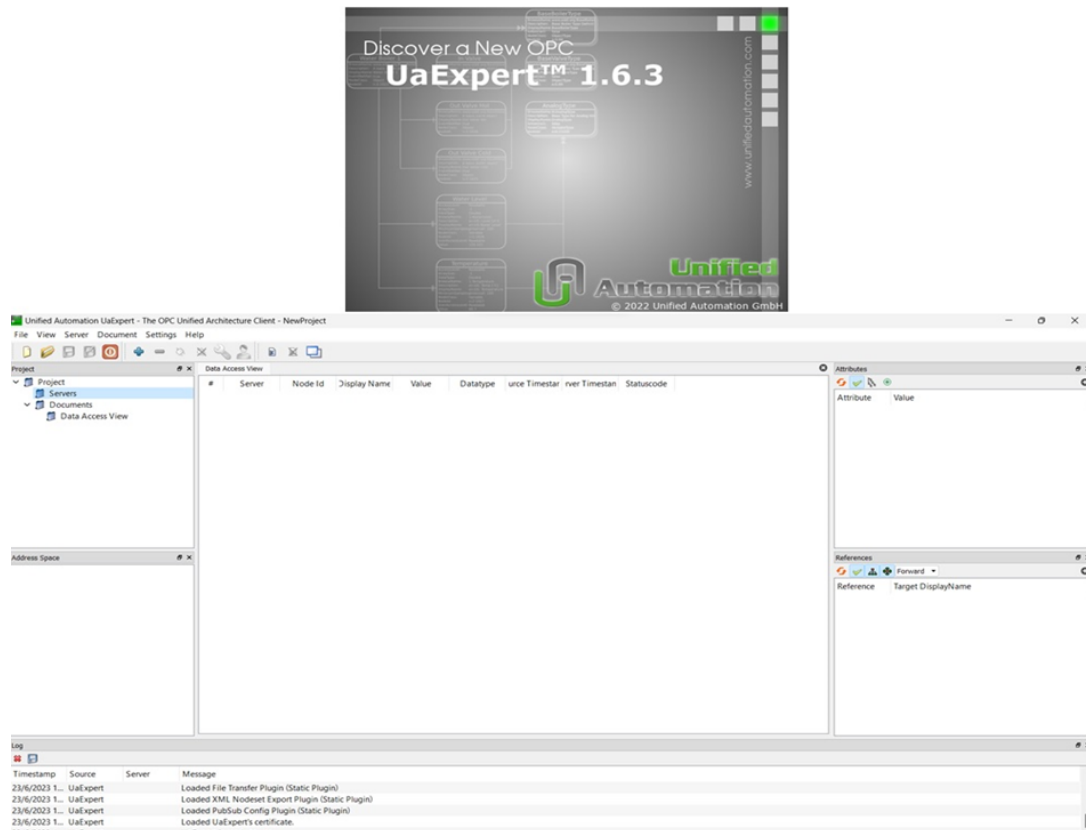 Discover a New OPC
UaExpert™ 1.6.3
www.unifiedautomation.com
Unified
Automation
© 2022 Unified Automation GmbH
Unified Automation UaExpert - The OPC Unified Architecture Client - NewProject
File View Server Document Settings Help
Project
Project
Servers
Documents
Data Access View
Data Access View
# Server Node Id Display Name Value Datatype urce Timestar rver Timestan Statuscode
Attributes
Attribute Value
Address Space
References
Forward
Reference Target DisplayName
Log
Timestamp Source Server Message
23/6/2023 1... UaExpert Loaded File Transfer Plugin (Static Plugin)
23/6/2023 1... UaExpert Loaded XML Nodeset Export Plugin (Static Plugin)
23/6/2023 1... UaExpert Loaded PubSub Config Plugin (Static Plugin)
23/6/2023 1... UaExpert Loaded UaExpert's certificate.